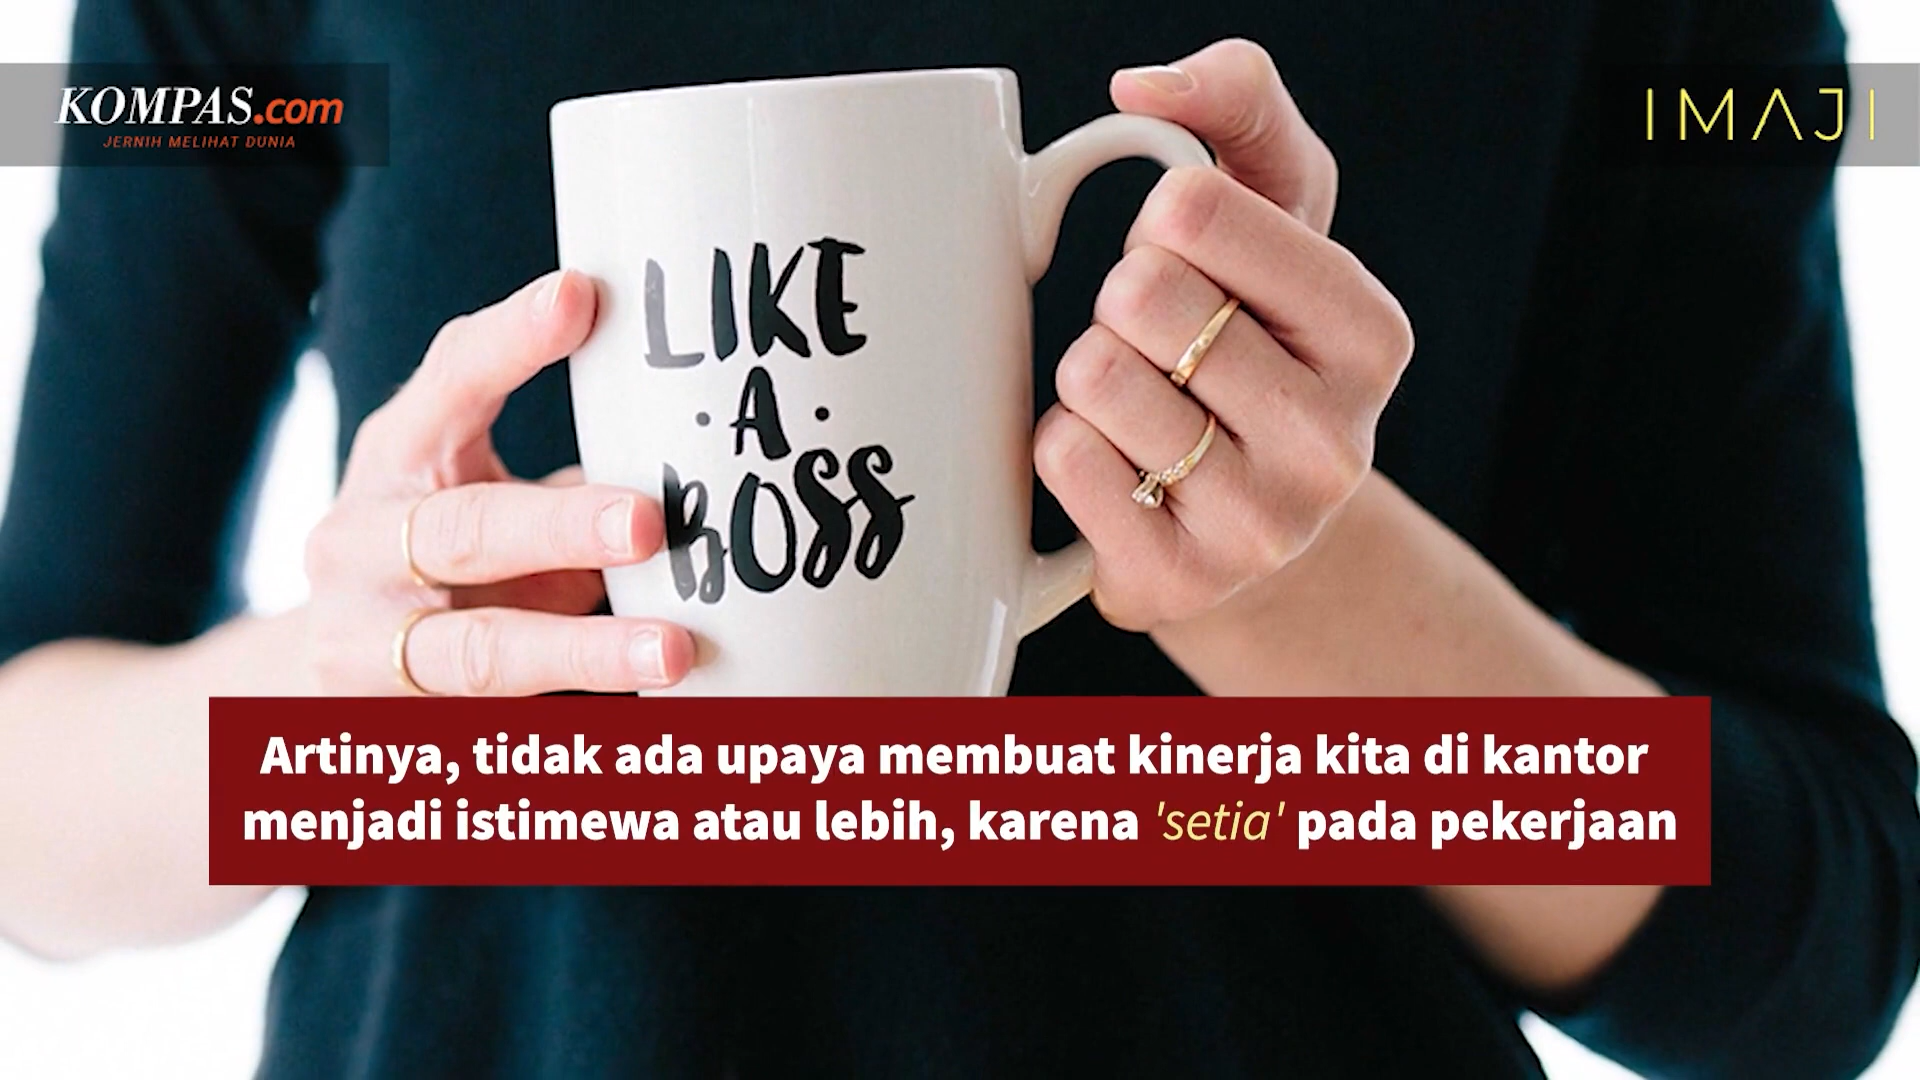 KOMPAS.com
JERNIH MELIHAT DUNIA
IMAJI
LIKE
·A·
BOSS
Artinya, tidak ada upaya membuat kinerja kita di kantor
menjadi istimewa atau lebih, karena 'setia' pada pekerjaan